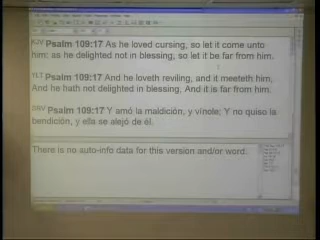 KJV Psalm 109:17 As he loved cursing, so let it come unto
him: as he delighted not in blessing, so let it be far from him.
YLT Psalm 109:17 And he loveth reviling, and it meeteth him,
And he hath not delighted in blessing, And it is far from him.
Psalm 109:17 Y amó la maldición, y vínole; Y no quiso la
bendición, y ella se alejó de él.
There is no auto-info data for this version and/or word.